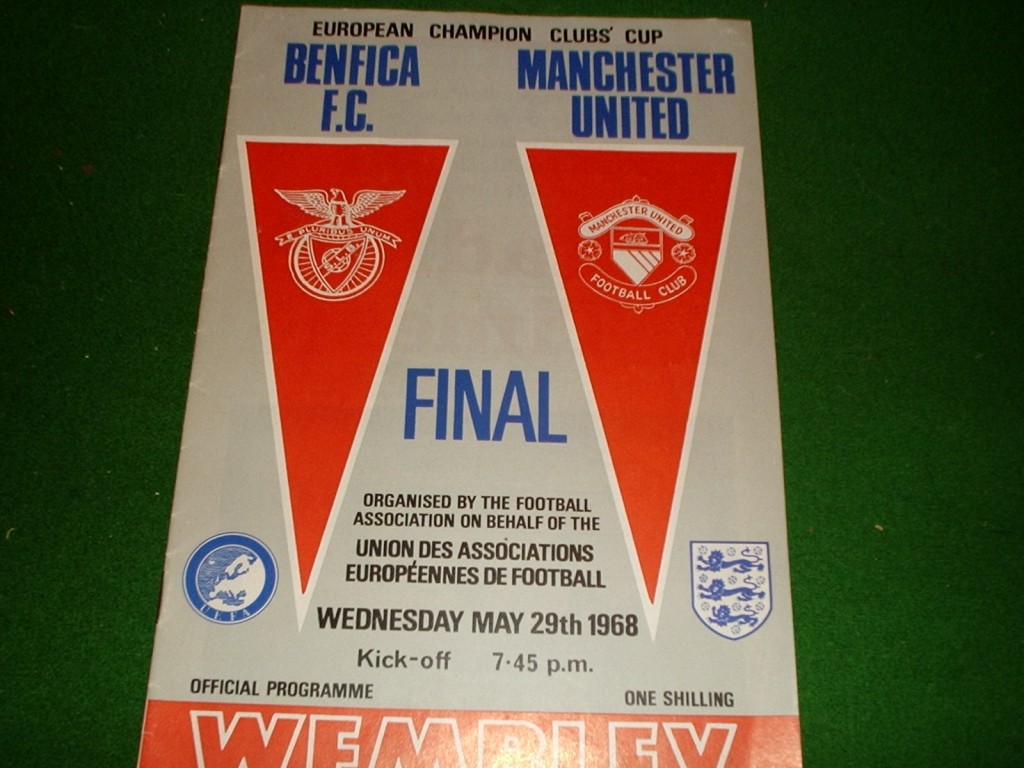 EUROPEAN CHAMPION CLUBS' CUP
BENFICA
F.C.
MANCHESTER
UNITED
E PLURIBUS UNUM
MANCHESTER UNITED
FOOTBALL CLUB
FINAL
ORGANISED BY THE FOOTBALL
ASSOCIATION ON BEHALF OF THE
UNION DES ASSOCIATIONS
EUROPÉENNES DE FOOTBALL
UEFA
WEDNESDAY MAY 29th 1968
Kick-off 7·45 p.m.
OFFICIAL PROGRAMME
ONE SHILLING
WEMBLEY